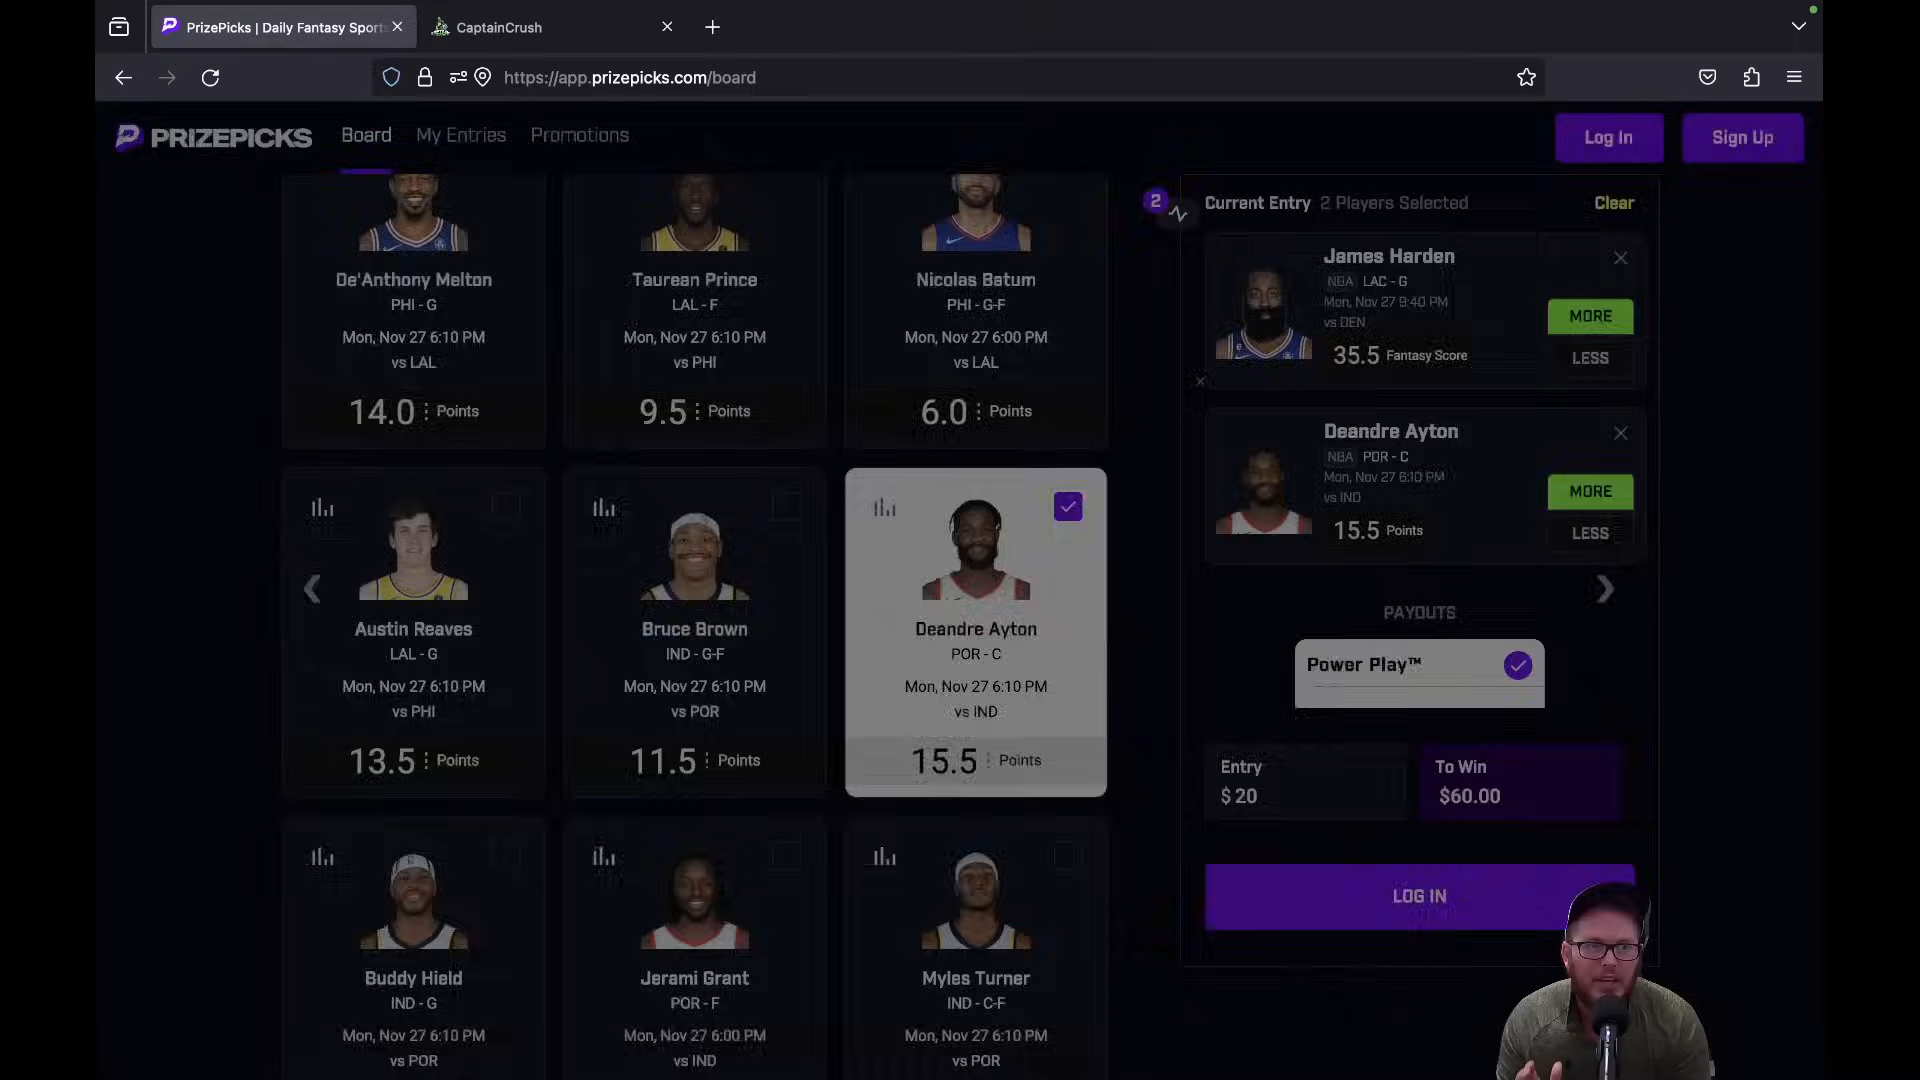 PrizePicks | Daily Fantasy Sport
CaptainCrush
https://app.prizepicks.com/board
PRIZEPICKS
Board
My Entries
Promotions
Log In
Sign Up
De'Anthony Melton
PHI - G
Mon, Nov 27 6:10 PM
vs LAL
14.0 Points
Taurean Prince
LAL - F
Mon, Nov 27 6:10 PM
vs PHI
9.5 Points
Nicolas Batum
PHI - G-F
Mon, Nov 27 6:00 PM
vs LAL
6.0 Points
Austin Reaves
LAL - G
Mon, Nov 27 6:10 PM
vs PHI
13.5 Points
Bruce Brown
IND - G-F
Mon, Nov 27 6:10 PM
vs POR
11.5 Points
Deandre Ayton
POR - C
Mon, Nov 27 6:10 PM
vs IND
15.5 Points
Buddy Hield
IND - G
Mon, Nov 27 6:10 PM
vs POR
Jerami Grant
POR - F
Mon, Nov 27 6:00 PM
vs IND
Myles Turner
IND - C-F
Mon, Nov 27 6:10 PM
vs POR
2
Current Entry 2 Players Selected
Clear
James Harden
NBA LAC - G
Mon, Nov 27 9:40 PM
vs DEN
35.5 Fantasy Score
MORE
LESS
Deandre Ayton
NBA POR - C
Mon, Nov 27 6:10 PM
vs IND
15.5 Points
MORE
LESS
PAYOUTS
Power Play™
Entry
$ 20
To Win
$60.00
LOG IN